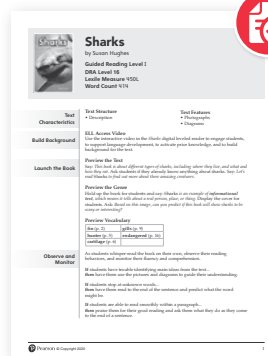 Sharks
Sharks
by Susan Hughes
Guided Reading Level I
DRA Level 16
Lexile Measure 450L
Word Count 414
Text Characteristics
Text Structure
• Description
Text Features
• Photographs
• Diagrams
Build Background
ELL Access Video
Use the interactive video in the Sharks digital leveled reader to engage students,
to support language development, to activate prior knowledge, and to build
background for the text.
Launch the Book
Preview the Text
Say: This book is about different types of sharks, including where they live, and what and
how they eat. Ask students if they already know anything about sharks. Say: Let's
read Sharks to find out more about these amazing creatures.
Preview the Genre
Hold up the book for students and say: Sharks is an example of informational
text, which means it tells about a real person, place, or thing. Display the cover for
students. Ask: Based on this image, can you predict if this book will show sharks to be
scary or interesting?
Preview Vocabulary
fin (p. 2)
gills (p. 9)
hunter (p. 3)
endangered (p. 16)
cartilage (p. 6)
Observe and Monitor
As students whisper-read the book on their own, observe their reading
behaviors, and monitor their fluency and comprehension.
If students have trouble identifying main ideas from the text...
then have them use the pictures and diagrams to guide their understanding.
If students stop at unknown words...
then have them read to the end of the sentence and predict what the word
might be.
If students are able to read smoothly within a paragraph...
then praise them for their good reading and ask them what they do as they come
to the end of a sentence.
Pearson © Copyright 2020
1